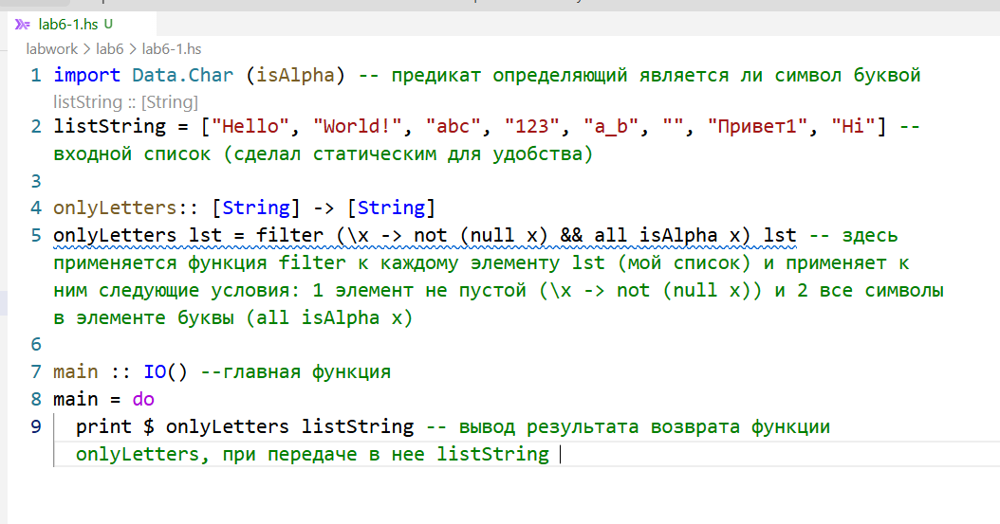 lab6-1.hs U
labwork > lab6 > lab6-1.hs
1 import Data.Char (isAlpha) -- предикат определяющий является ли символ буквой
listString :: [String]
2 listString = ["Hello", "World!", "abc", "123", "a_b", "", "Привет1", "Hi"] --
входной список (сделал статическим для удобства)
3
4 onlyLetters:: [String] -> [String]
5 onlyLetters lst = filter (\x -> not (null x) && all isAlpha x) lst -- здесь
применяется функция filter к каждому элементу lst (мой список) и применяет к
ним следующие условия: 1 элемент не пустой (\x -> not (null x)) и 2 все символы
в элементе буквы (all isAlpha x)
6
7 main :: IO() --главная функция
8 main = do
9 print $ onlyLetters listString -- вывод результата возврата функции
onlyLetters, при передаче в нее listString